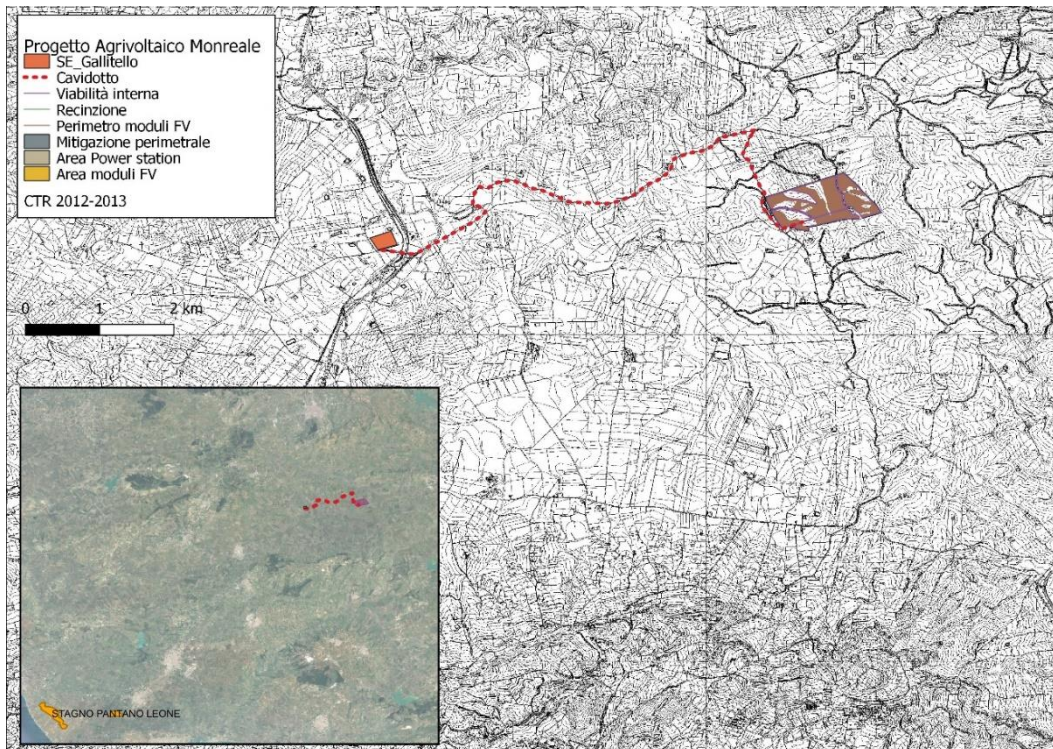 Progetto Agrivoltaico Monreale
SE_Gallitello
Cavidotto
Viabilità interna
Recinzione
Perimetro moduli FV
Mitigazione perimetrale
Area Power station
Area moduli FV
CTR 2012-2013
0 1 2 km
STAGNO PANTANO LEONE